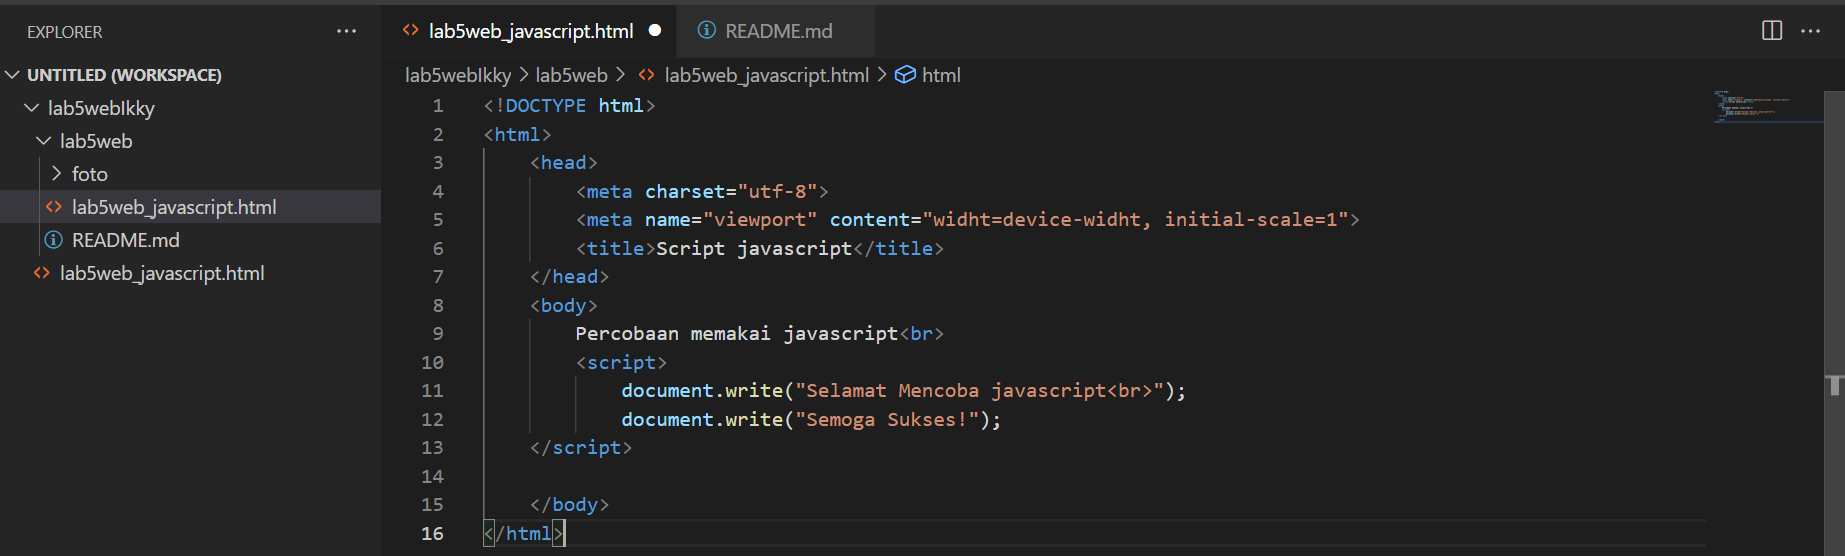 EXPLORER ...
UNTITLED (WORKSPACE)
lab5webIkky
lab5web
foto
lab5web_javascript.html
README.md
lab5web_javascript.html
lab5web_javascript.html
README.md
...
lab5webIkky > lab5web > lab5web_javascript.html > html
1 <!DOCTYPE html>
2 <html>
3 <head>
4 <meta charset="utf-8">
5 <meta name="viewport" content="widht=device-widht, initial-scale=1">
6 <title>Script javascript</title>
7 </head>
8 <body>
9 Percobaan memakai javascript<br>
10 <script>
11 document.write("Selamat Mencoba javascript<br>");
12 document.write("Semoga Sukses!");
13 </script>
14
15 </body>
16 </html>